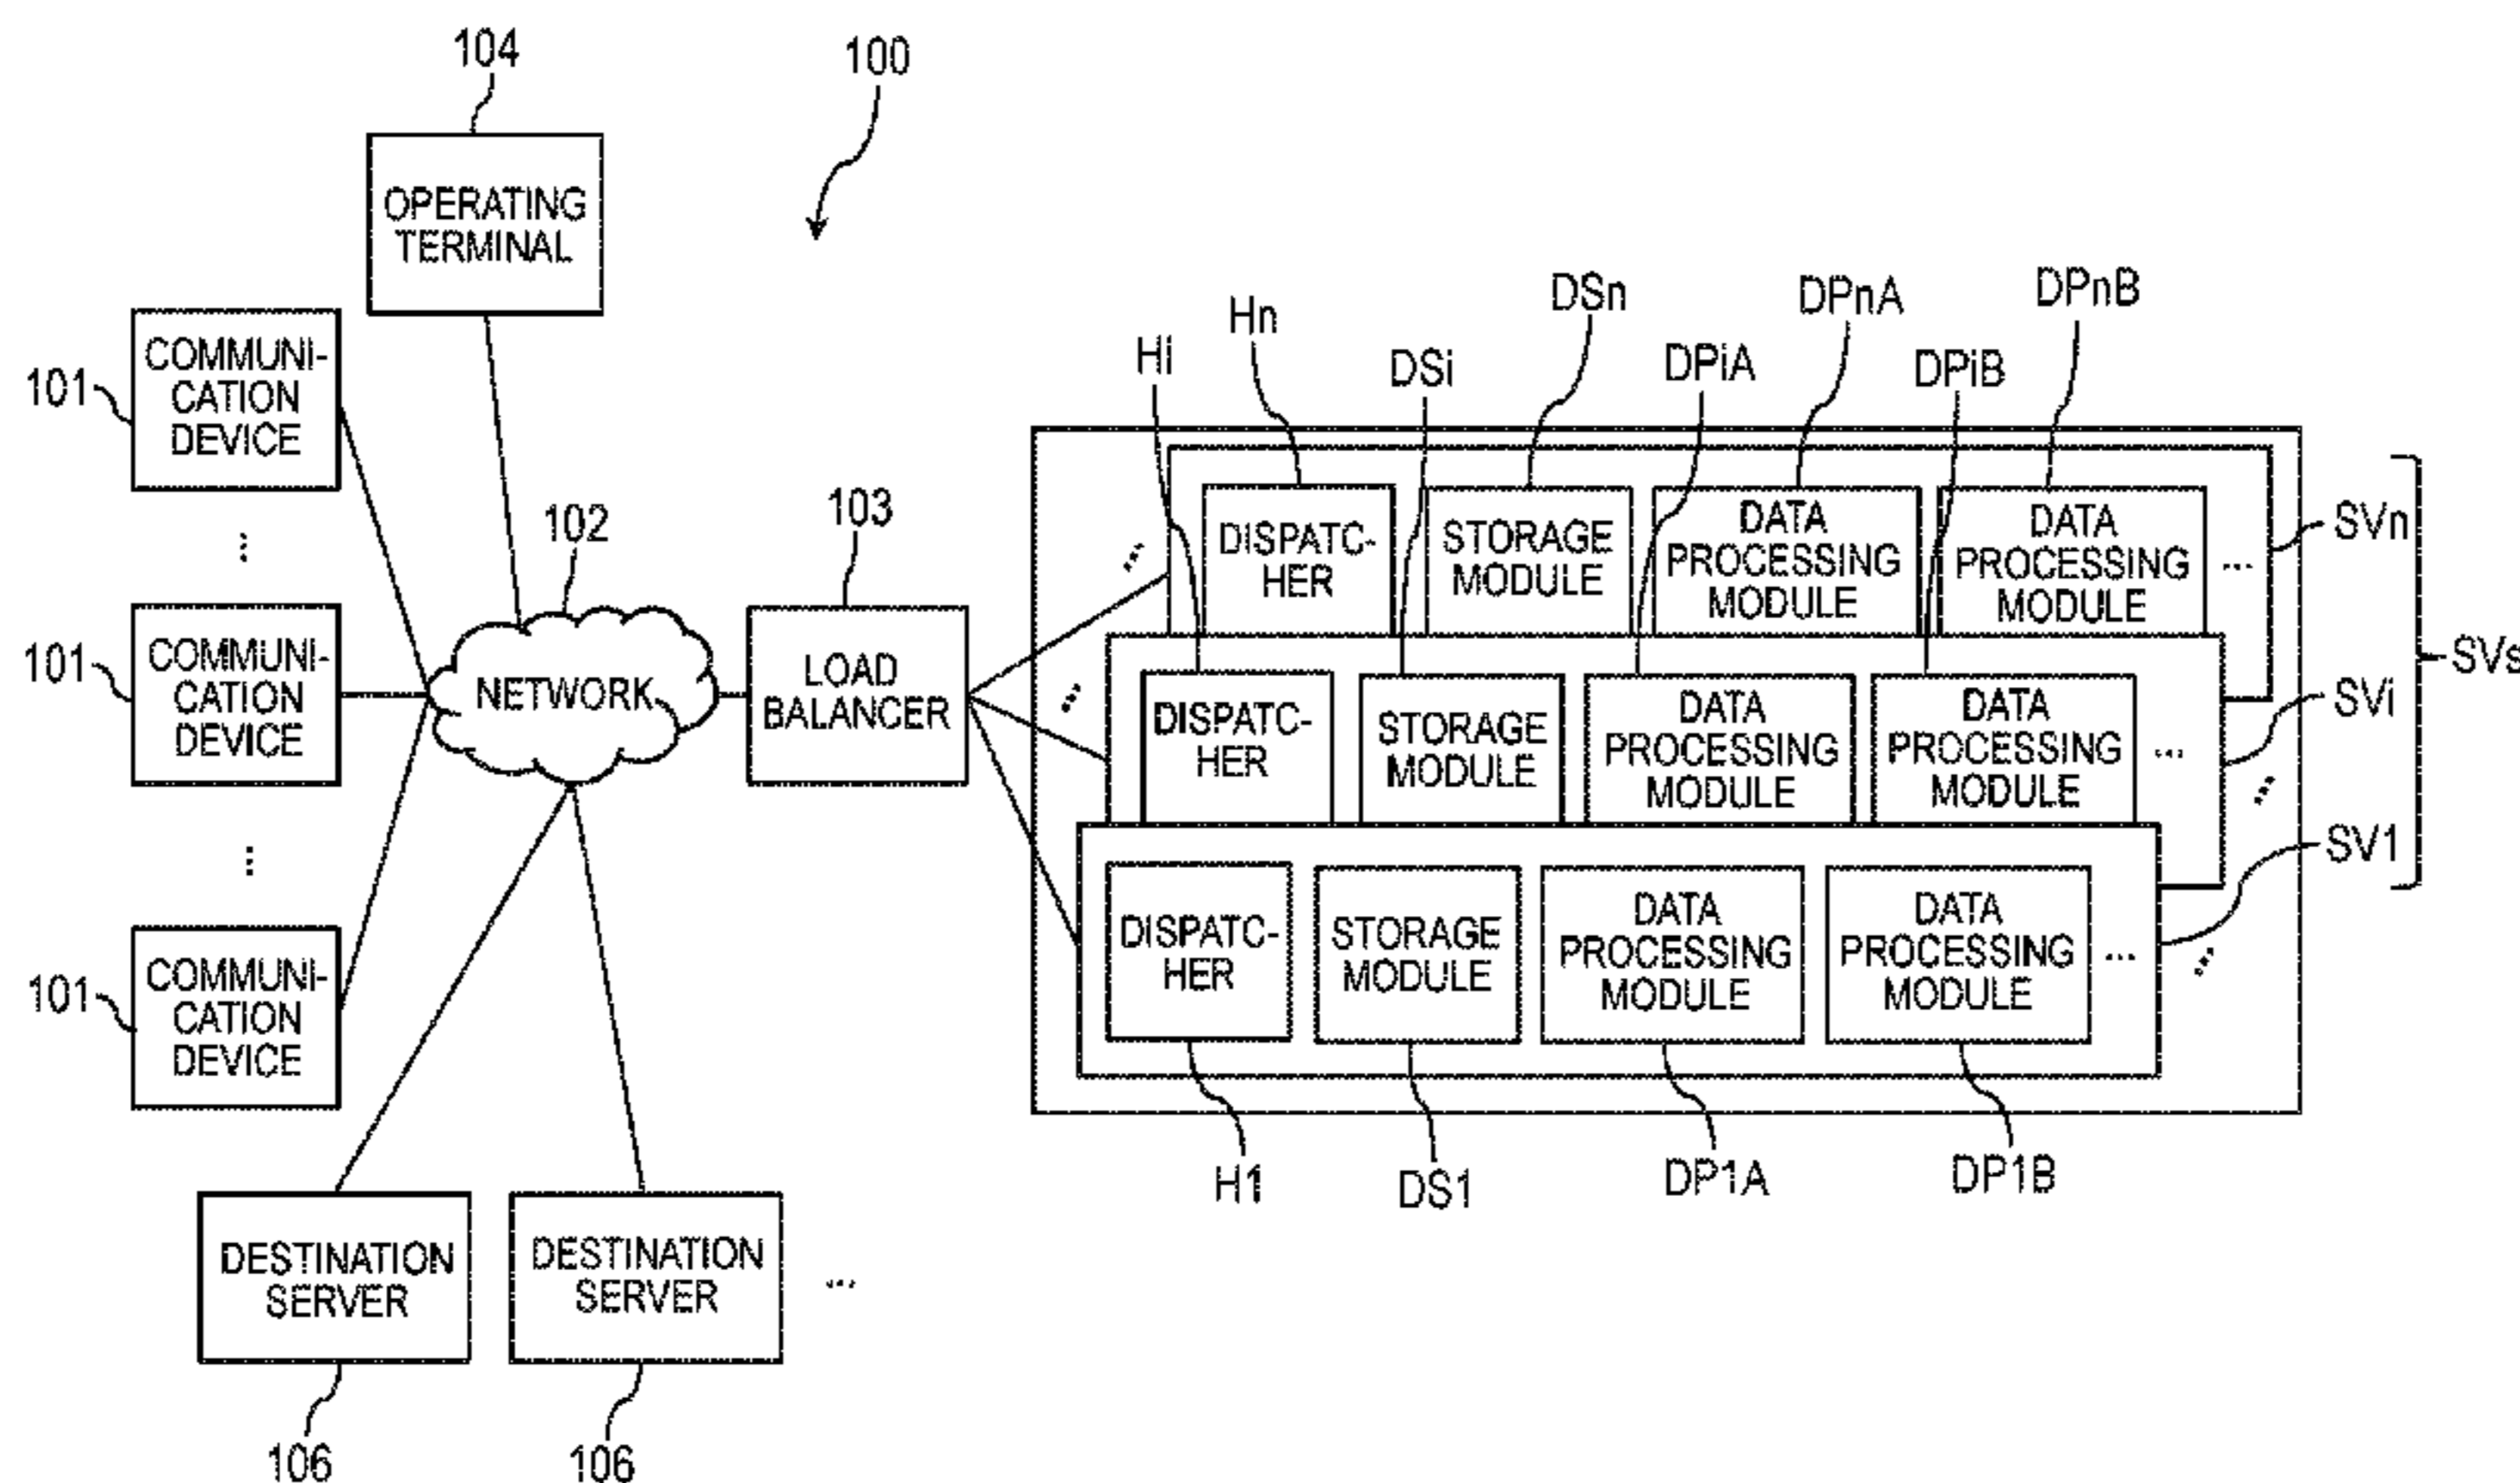 104
100
OPERATING
TERMINAL
DSn
DPnA
DPnB
Hn
Hi
DSi
DPiA
DPiB
COMMUNI-
CATION
DEVICE
101
...
102
103
DISPATC-
HER
STORAGE
MODULE
DATA
PROCESSING
MODULE
DATA
PROCESSING
MODULE
...
SVn
...
COMMUNI-
CATION
DEVICE
101
NETWORK
LOAD
BALANCER
...
DISPATC-
HER
STORAGE
MODULE
DATA
PROCESSING
MODULE
DATA
PROCESSING
MODULE
...
SVi
SVs
...
SV1
...
COMMUNI-
CATION
DEVICE
101
DISPATC-
HER
STORAGE
MODULE
DATA
PROCESSING
MODULE
DATA
PROCESSING
MODULE
...
...
H1
DS1
DP1A
DP1B
DESTINATION
SERVER
DESTINATION
SERVER
...
106
106